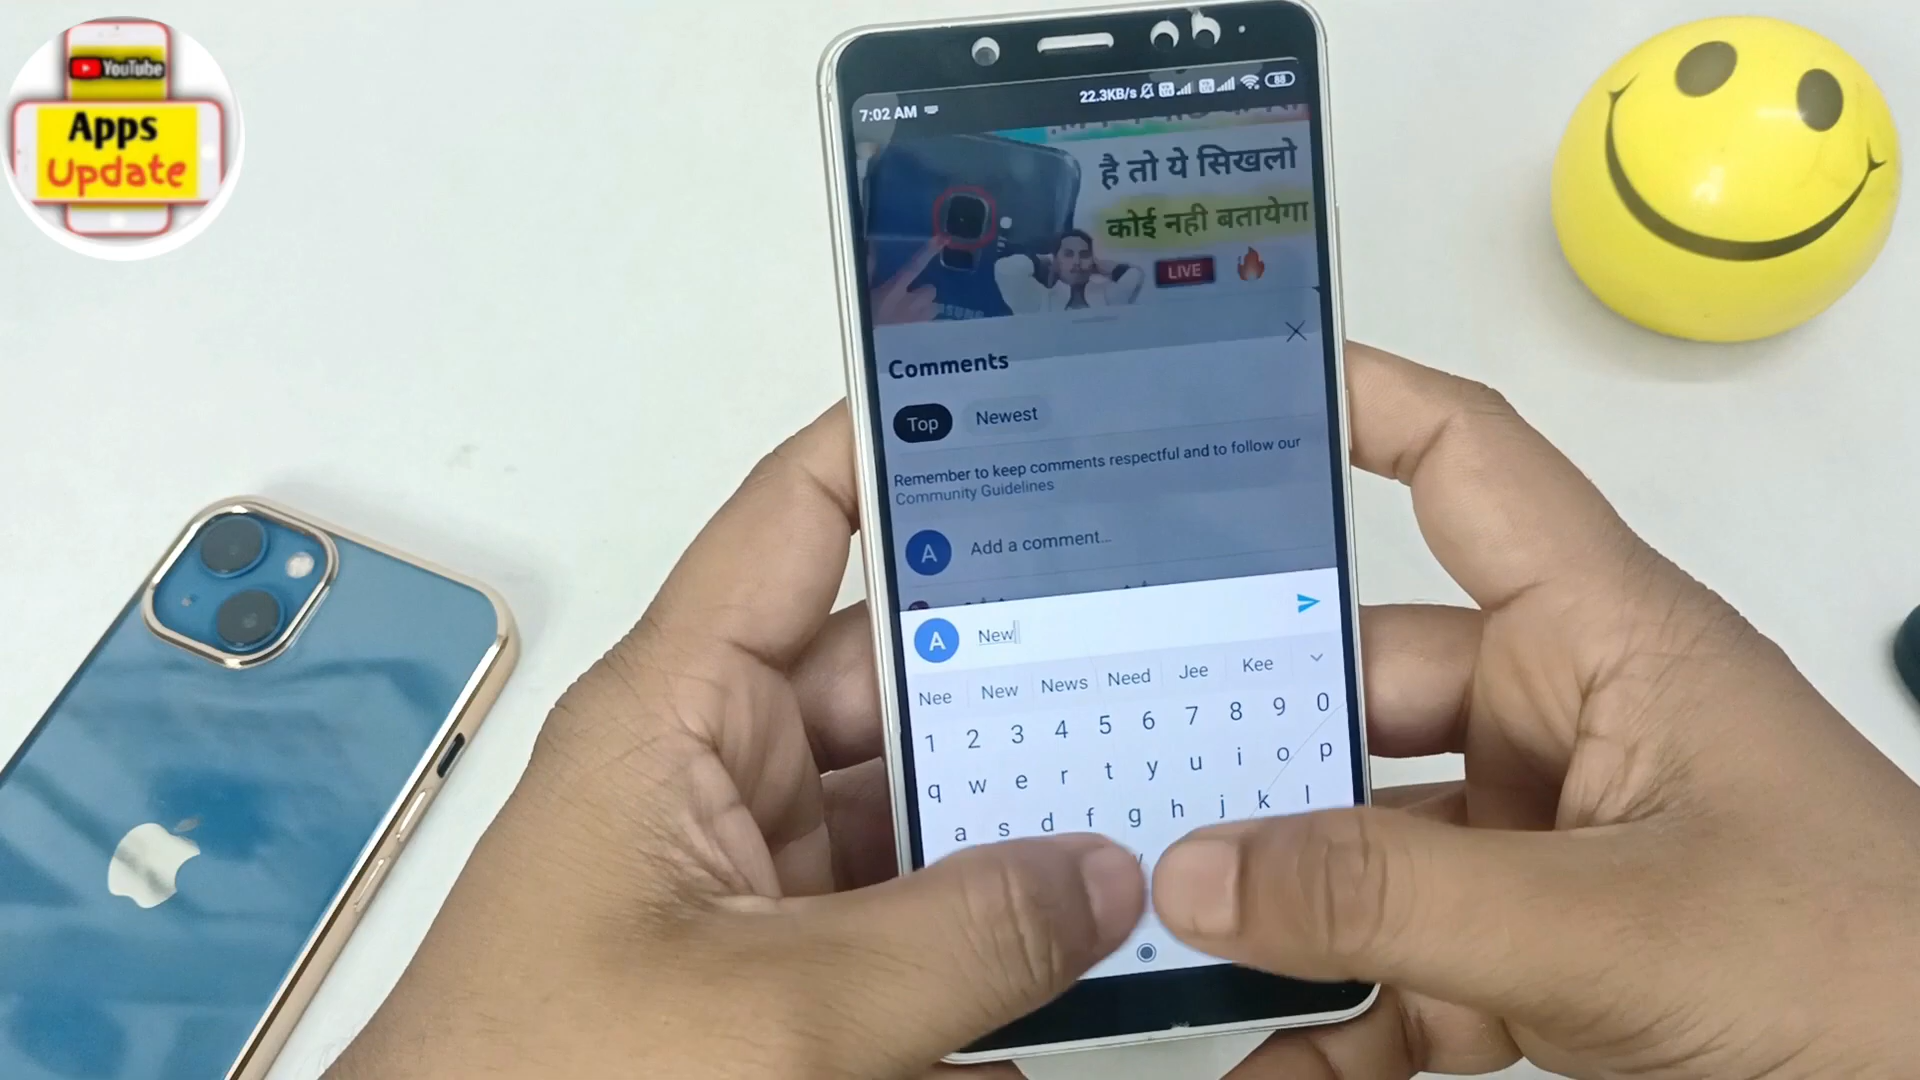 YouTube
Apps
Update
7:02 AM
22.3KB/s
88
है तो ये सिखलो
कोई नही बतायेगा
LIVE
Comments
Top
Newest
Remember to keep comments respectful and to follow our
Community Guidelines
A
Add a comment...
A
New
Nee
New
News
Need
Jee
Kee
1 2 3 4 5 6 7 8 9 0
q w e r t y u i o p
a s d f g h j k l